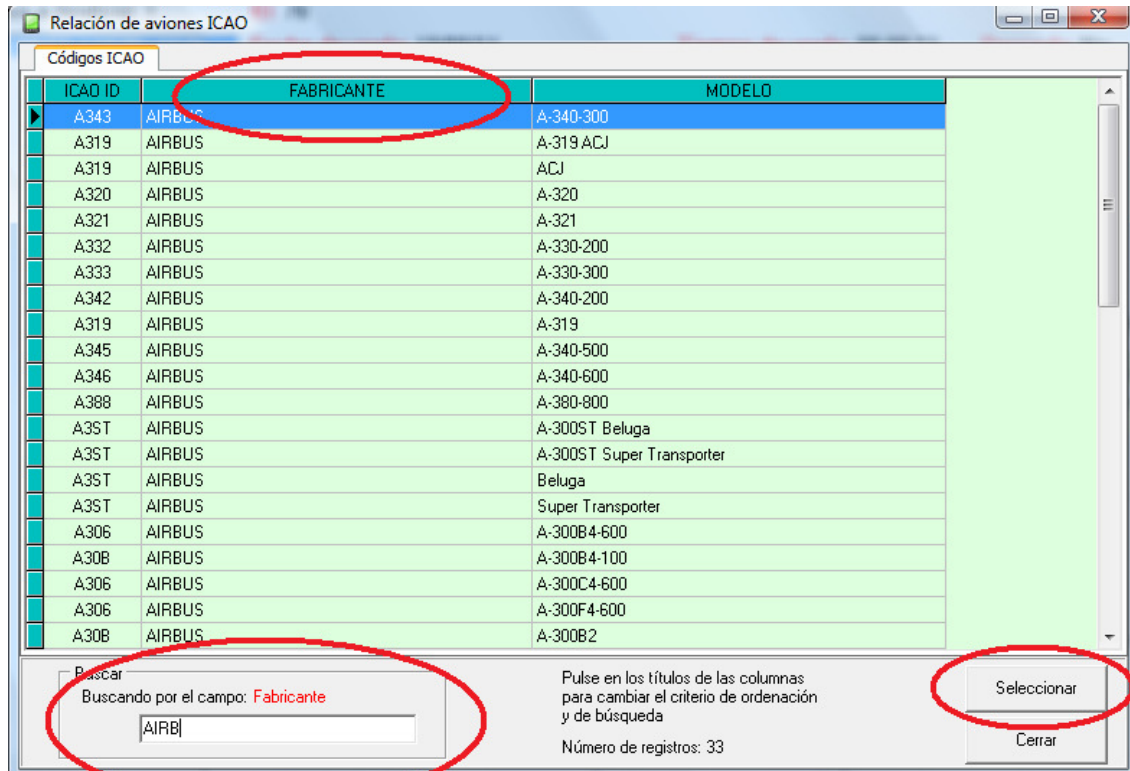 Relación de aviones ICAO
Códigos ICAO
ICAO ID FABRICANTE MODELO
A343 AIRBUS A-340-300
A319 AIRBUS A-319 ACJ
A319 AIRBUS ACJ
A320 AIRBUS A-320
A321 AIRBUS A-321
A332 AIRBUS A-330-200
A333 AIRBUS A-330-300
A342 AIRBUS A-340-200
A319 AIRBUS A-319
A345 AIRBUS A-340-500
A346 AIRBUS A-340-600
A388 AIRBUS A-380-800
A3ST AIRBUS A-300ST Beluga
A3ST AIRBUS A-300ST Super Transporter
A3ST AIRBUS Beluga
A3ST AIRBUS Super Transporter
A306 AIRBUS A-300B4-600
A30B AIRBUS A-300B4-100
A306 AIRBUS A-300C4-600
A306 AIRBUS A-300F4-600
A30B AIRBUS A-300B2
Buscar
Buscando por el campo: Fabricante
AIRB
Pulse en los títulos de las columnas
para cambiar el criterio de ordenación
y de búsqueda
Número de registros: 33
Seleccionar
Cerrar